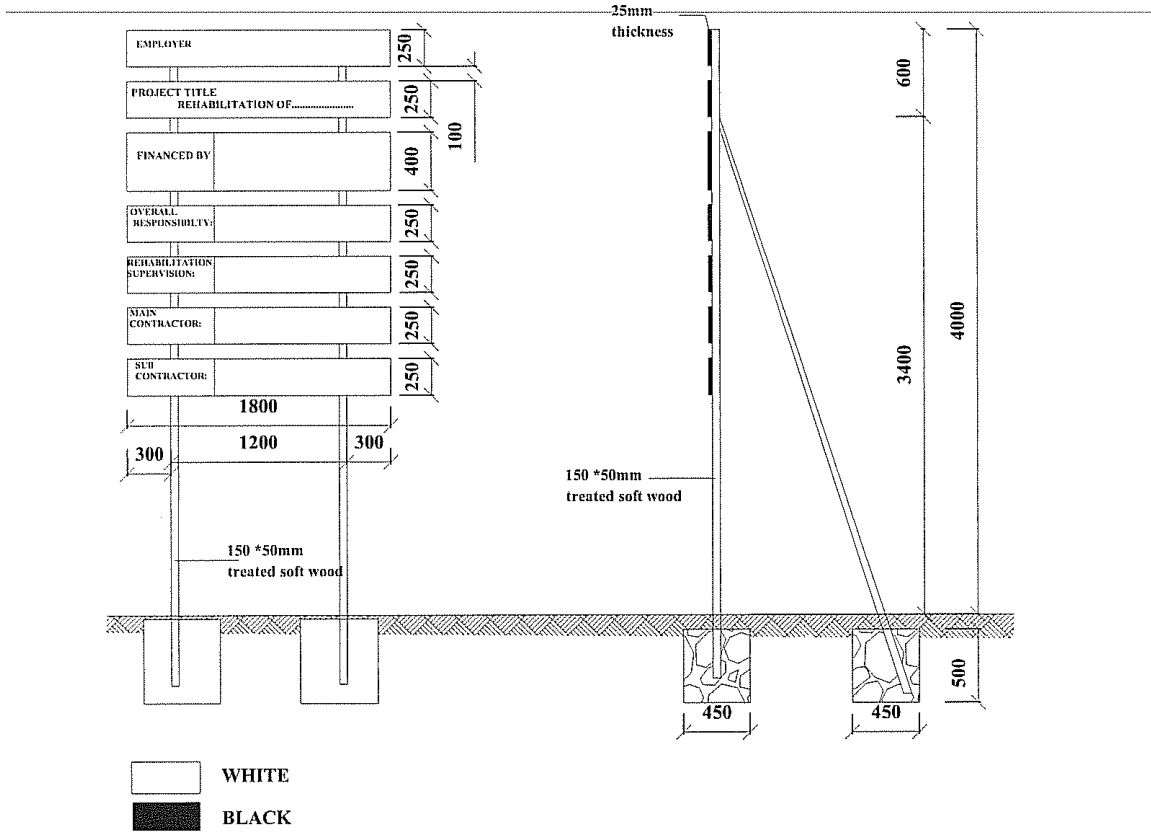 EMPLOYER
250
PROJECT TITLE
REHABILITATION OF.......................
250
100
FINANCED BY
400
OVERALL
RESPONSIBILTY:
250
REHABILITATION
SUPERVISION:
250
MAIN
CONTRACTOR:
250
SUB
CONTRACTOR:
250
1800
300
1200
300
150 *50mm
treated soft wood
25mm
thickness
600
3400
4000
150 *50mm
treated soft wood
500
450
450
WHITE
BLACK